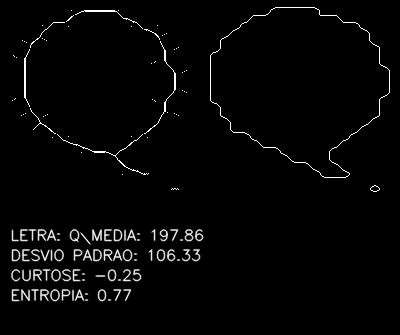 LETRA: Q\MEDIA: 197.86
DESVIO PADRAO: 106.33
CURTOSE: -0.25
ENTROPIA: 0.77